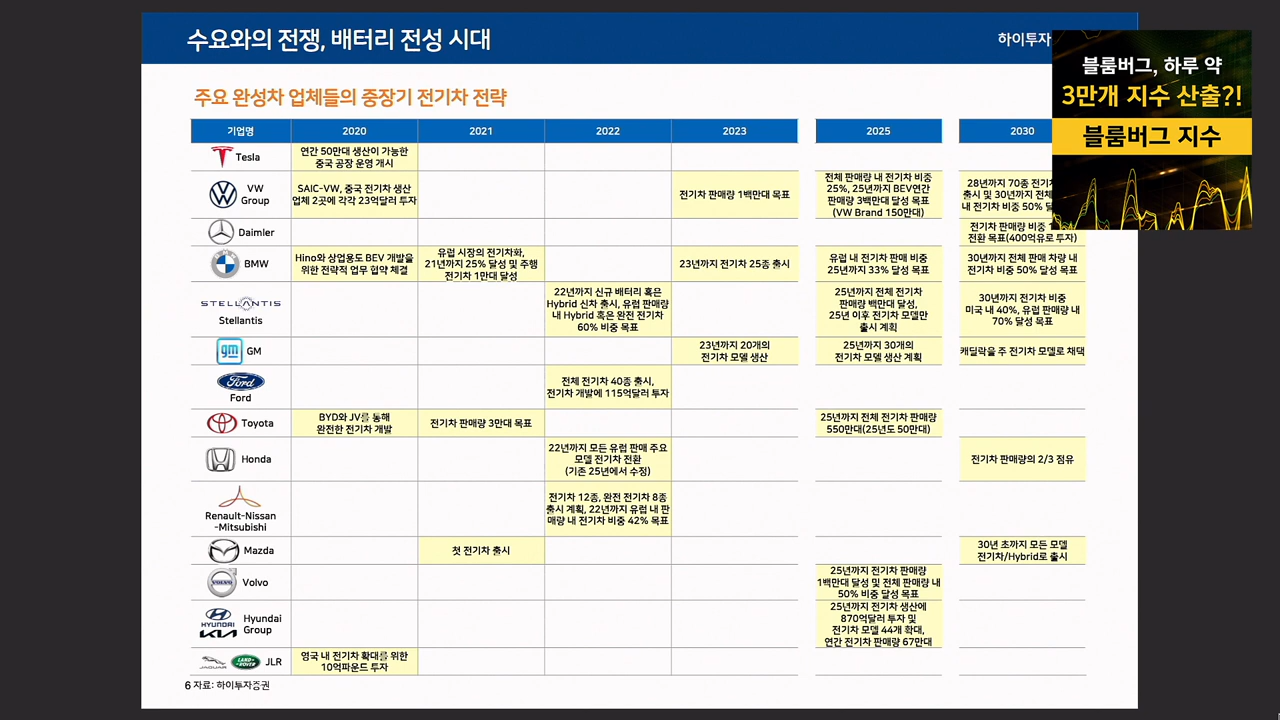 수요와의 전쟁, 배터리 전성 시대
하이투자
블룸버그, 하루 약
3만개 지수 산출?!
블룸버그 지수
주요 완성차 업체들의 중장기 전기차 전략
기업명 2020 2021 2022 2023 2025 2030
Tesla
연간 50만대 생산이 가능한
중국 공장 운영 개시
VW
Group
SAIC-VW, 중국 전기차 생산
업체 2곳에 각각 23억달러 투자
전기차 판매량 1백만대 목표
전체 판매량 내 전기차 비중
25%, 25년까지 BEV연간
판매량 3백만대 달성 목표
(VW Brand 150만대)
28년까지 70종 전기차
출시 및 30년까지 전체
내 전기차 비중 50%
Daimler
전기차 판매량 비중
전환 목표(400억유로 투자)
BMW
Hino와 상업용도 BEV 개발을
위한 전략적 업무 협약 체결
유럽 시장의 전기차화,
21년까지 25% 달성 및 주행
전기차 1만대 달성
23년까지 전기차 25종 출시
유럽 내 전기차 판매 비중
25년까지 33% 달성 목표
30년까지 전체 판매 차량 내
전기차 비중 50% 달성 목표
STELLANTIS
Stellantis
22년까지 신규 배터리 혹은
Hybrid 신차 출시, 유럽 판매량
내 Hybrid 혹은 완전 전기차
60% 비중 목표
25년까지 전체 전기차
판매량 백만대 달성,
25년 이후 전기차 모델만
출시 계획
30년까지 전기차 비중
미국 내 40%, 유럽 판매량 내
70% 달성 목표
gm GM
23년까지 20개의
전기차 모델 생산
25년까지 30개의
전기차 모델 생산 계획
캐딜락을 주 전기차 모델로 채택
Ford
Ford
전체 전기차 40종 출시,
전기차 개발에 115억달러 투자
Toyota
BYD와 JV를 통해
완전한 전기차 개발
전기차 판매량 3만대 목표
25년까지 전체 전기차 판매량
550만대(25년도 50만대)
Honda
22년까지 모든 유럽 판매 주요
모델 전기차 전환
(기존 25년에서 수정)
전기차 판매량의 2/3 점유
Renault-Nissan
-Mitsubishi
전기차 12종, 완전 전기차 8종
출시 계획, 22년까지 유럽 내 판
매량 내 전기차 비중 42% 목표
Mazda
첫 전기차 출시
30년 초까지 모든 모델
전기차/Hybrid로 출시
VOLVO Volvo
25년까지 전기차 판매량
1백만대 달성 및 전체 판매량 내
50% 비중 달성 목표
HYUNDAI
KIA
Hyundai
Group
25년까지 전기차 생산에
870억달러 투자 및
전기차 모델 44개 확대,
연간 전기차 판매량 67만대
JAGUAR LAND ROVER JLR
영국 내 전기차 확대를 위한
10억파운드 투자
6 자료: 하이투자증권